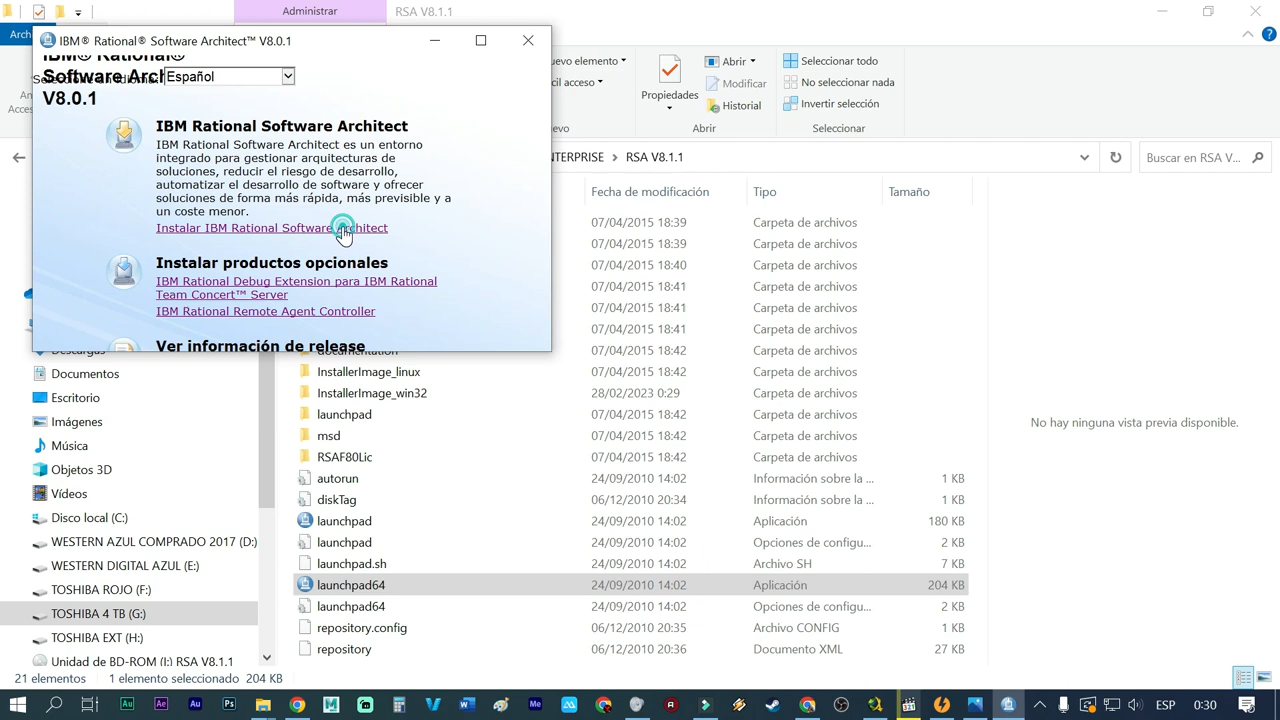 Administrar
RSA V8.1.1
Arch
IBM® Rational® Software Architect™ V8.0.1
IBM® Rational®
Software Arch
V8.0.1
Español
IBM Rational Software Architect
IBM Rational Software Architect es un entorno
integrado para gestionar arquitecturas de
soluciones, reducir el riesgo de desarrollo,
automatizar el desarrollo de software y ofrecer
soluciones de forma más rápida, más previsible y a
un coste menor.
Instalar IBM Rational Software Architect
Instalar productos opcionales
IBM Rational Debug Extension para IBM Rational
Team Concert™ Server
IBM Rational Remote Agent Controller
Ver información de release
uevo elemento
cil acceso
evo
Propiedades
Abrir
Modificar
Historial
Abrir
Seleccionar todo
No seleccionar nada
Invertir selección
Seleccionar
NTERPRISE > RSA V8.1.1
Buscar en RSA V...
Fecha de modificación Tipo Tamaño
07/04/2015 18:39 Carpeta de archivos
07/04/2015 18:39 Carpeta de archivos
07/04/2015 18:40 Carpeta de archivos
07/04/2015 18:41 Carpeta de archivos
07/04/2015 18:41 Carpeta de archivos
07/04/2015 18:41 Carpeta de archivos
documentation 07/04/2015 18:42 Carpeta de archivos
InstallerImage_linux 07/04/2015 18:42 Carpeta de archivos
InstallerImage_win32 28/02/2023 0:29 Carpeta de archivos
launchpad 07/04/2015 18:42 Carpeta de archivos
msd 07/04/2015 18:42 Carpeta de archivos
RSAF80Lic 07/04/2015 18:42 Carpeta de archivos
autorun 24/09/2010 14:02 Información sobre la ... 1 KB
diskTag 06/12/2010 20:34 Información sobre la ... 1 KB
launchpad 24/09/2010 14:02 Aplicación 180 KB
launchpad 24/09/2010 14:02 Opciones de configu... 2 KB
launchpad.sh 24/09/2010 14:02 Archivo SH 7 KB
launchpad64 24/09/2010 14:02 Aplicación 204 KB
launchpad64 24/09/2010 14:02 Opciones de configu... 2 KB
repository.config 06/12/2010 20:35 Archivo CONFIG 1 KB
repository 06/12/2010 20:36 Documento XML 27 KB
No hay ninguna vista previa disponible.
Descargas
Documentos
Escritorio
Imágenes
Música
Objetos 3D
Vídeos
Disco local (C:)
WESTERN AZUL COMPRADO 2017 (D:)
WESTERN DIGITAL AZUL (E:)
TOSHIBA ROJO (F:)
TOSHIBA 4 TB (G:)
TOSHIBA EXT (H:)
Unidad de BD-ROM (I:) RSA V8.1.1
21 elementos 1 elemento seleccionado 204 KB
ESP 0:30